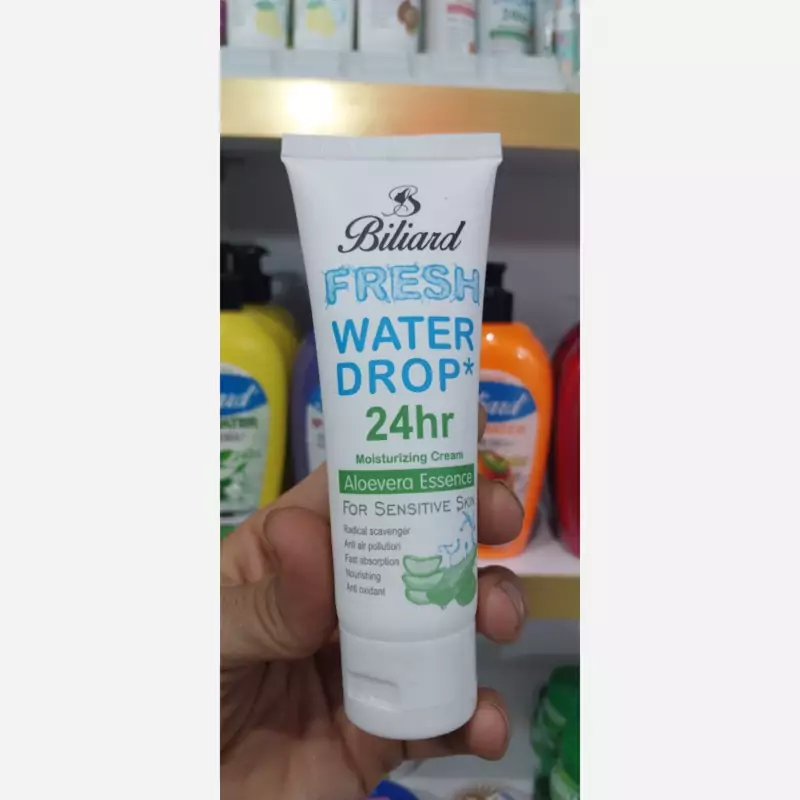 B
Biliard
FRESH
WATER
DROP*
24hr
Moisturizing Cream
Aloevera Essence
FOR SENSITIVE SKIN
Radical scavenger
Anti air pollution
Fast absorption
Nourishing
Anti oxidant